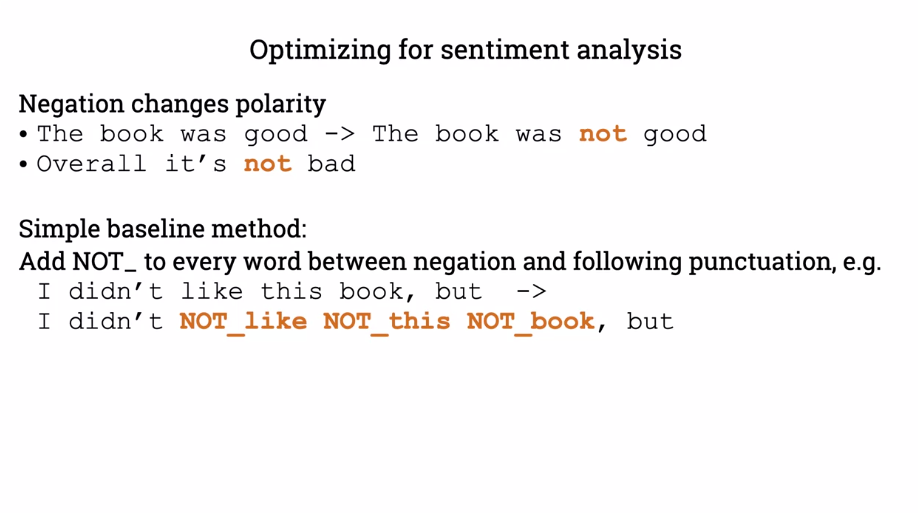 Optimizing for sentiment analysis
Negation changes polarity
• The book was good -> The book was not good
• Overall it’s not bad
Simple baseline method:
Add NOT_ to every word between negation and following punctuation, e.g.
I didn’t like this book, but ->
I didn’t NOT_like NOT_this NOT_book, but